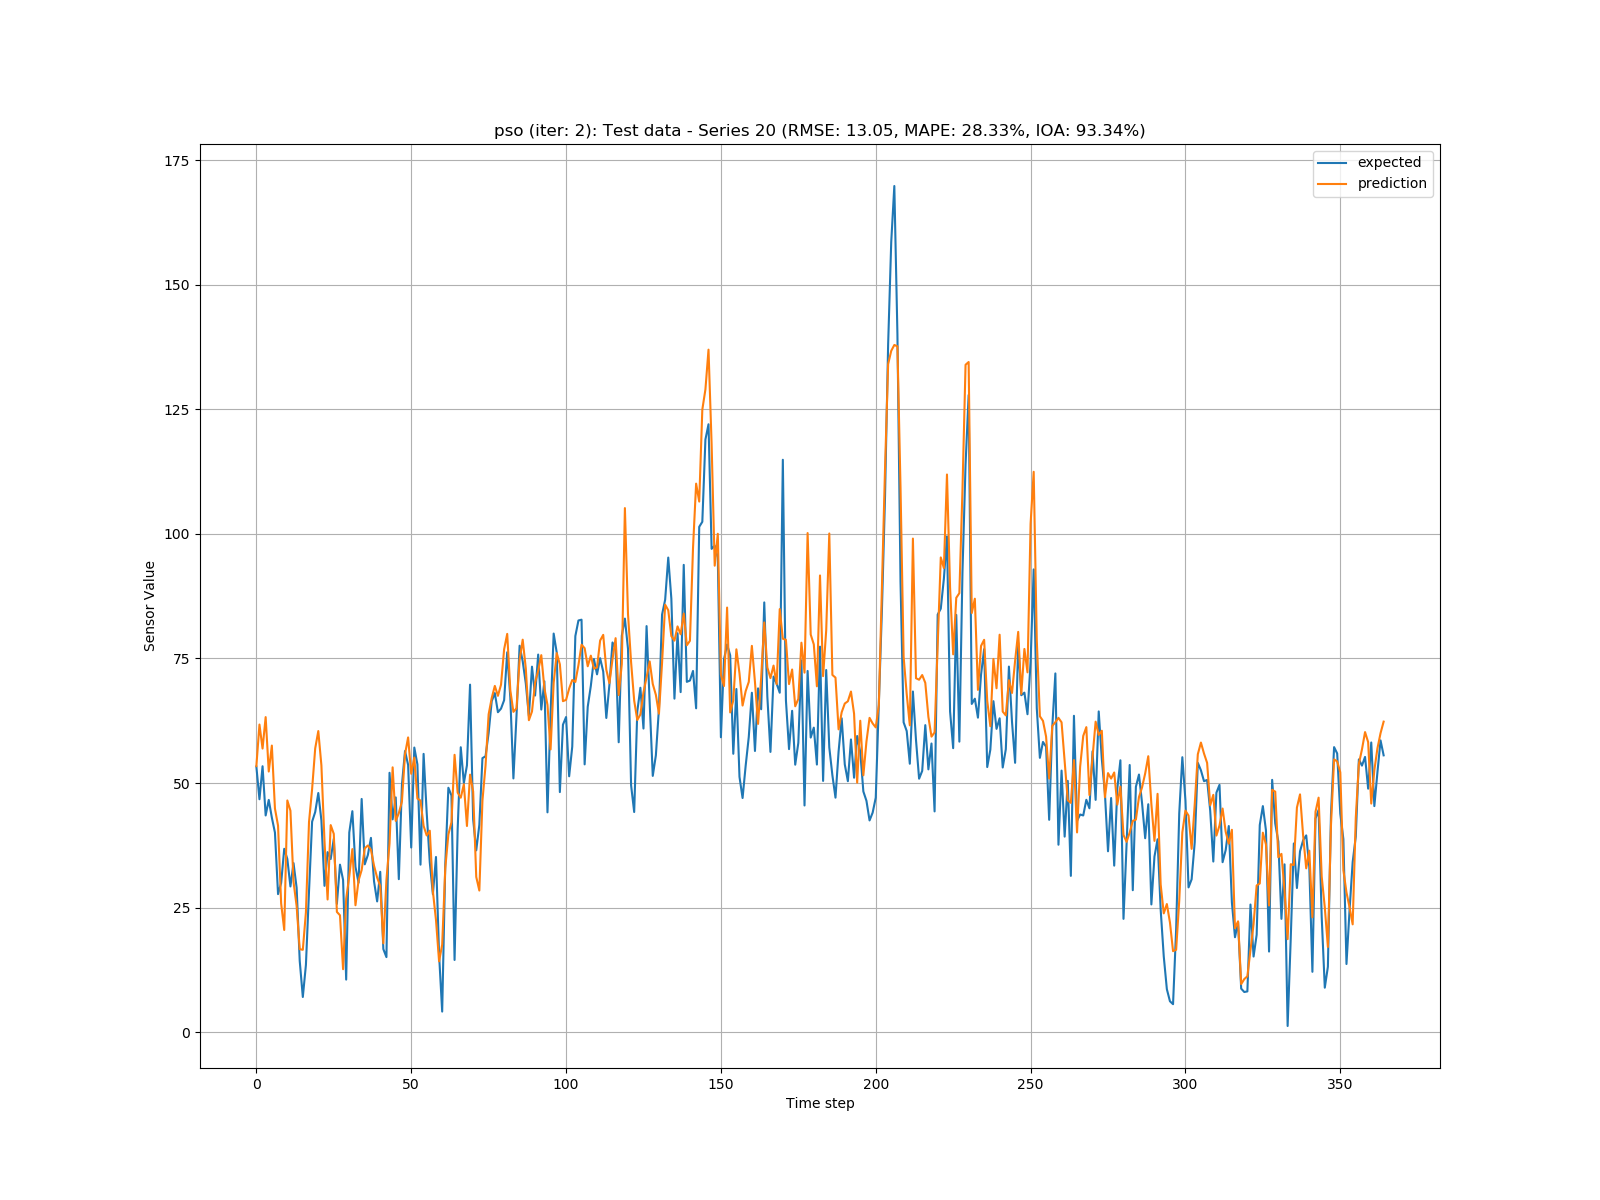 pso (iter: 2): Test data - Series 20 (RMSE: 13.05, MAPE: 28.33%, IOA: 93.34%)
expected
prediction
175
150
125
100
75
50
25
0
Sensor Value
0 50 100 150 200 250 300 350
Time step